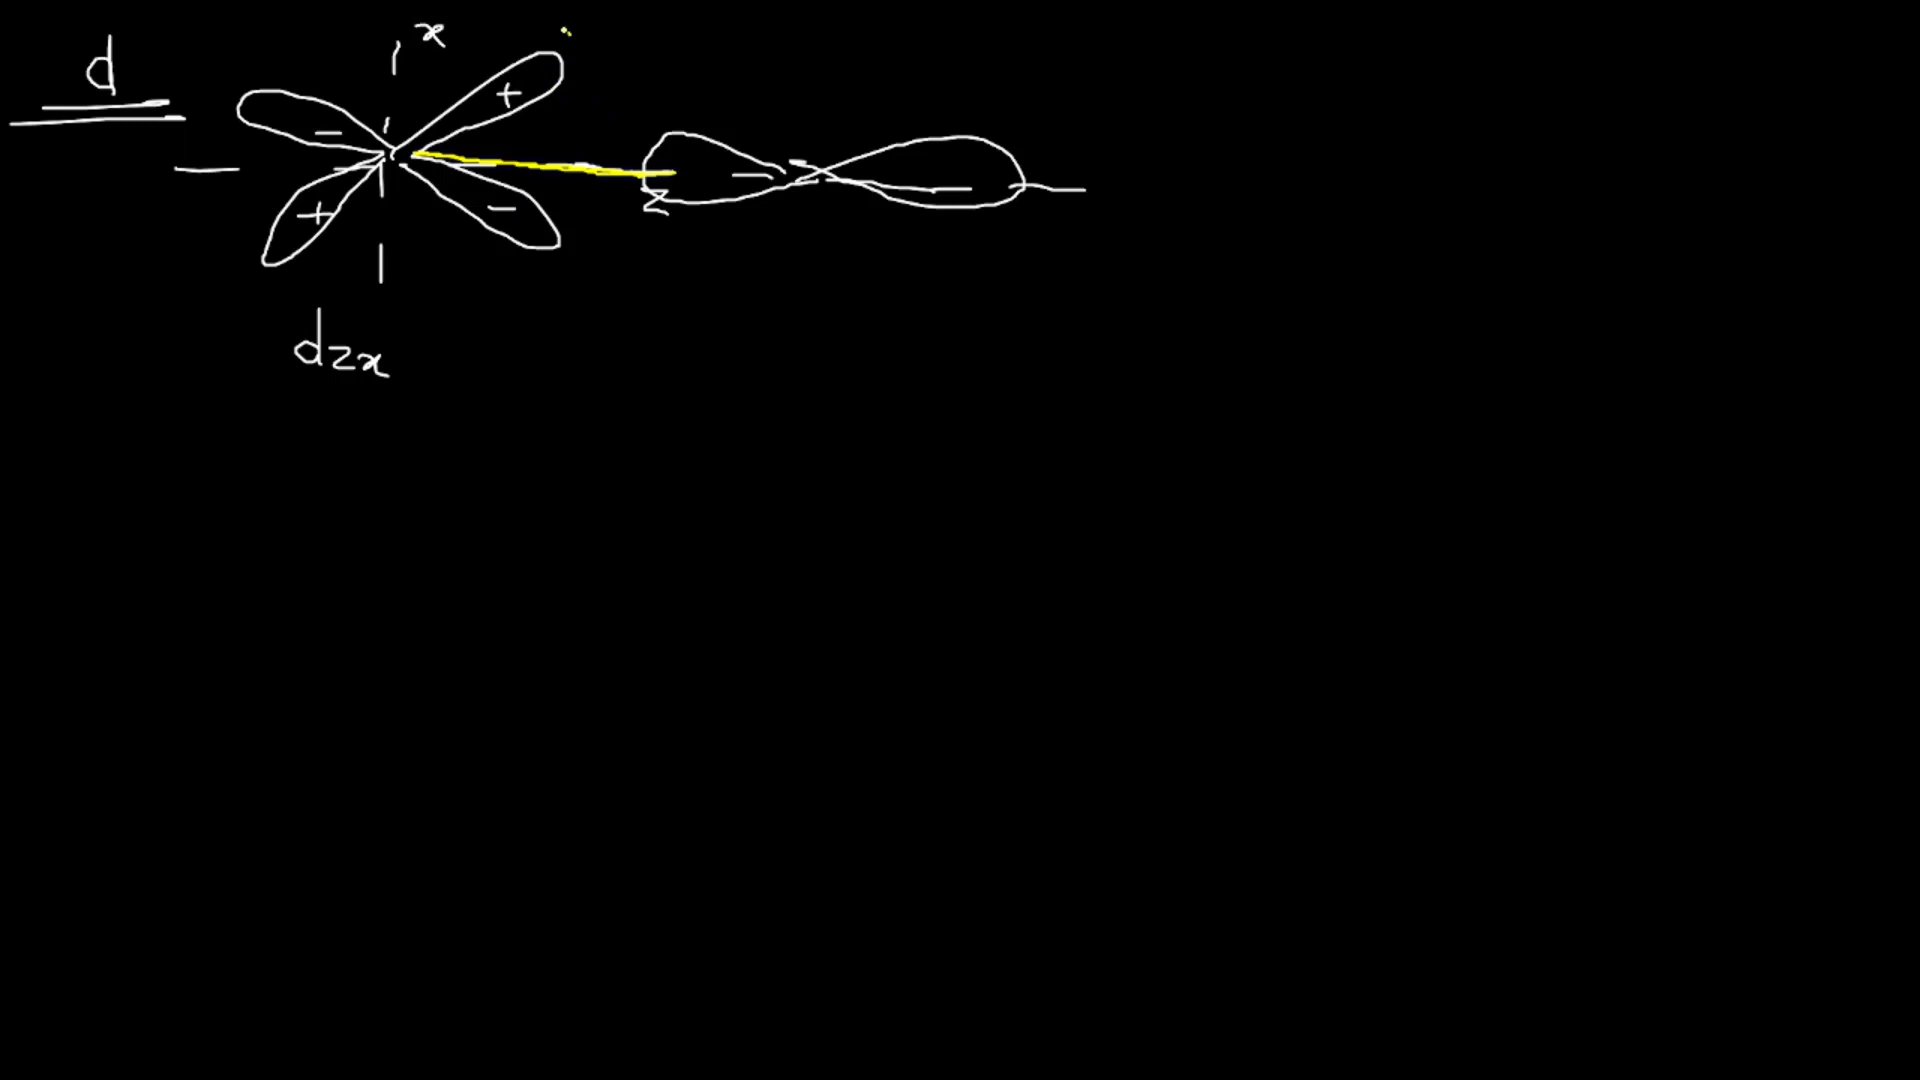 d
x
+
-
+
-
z
dzx